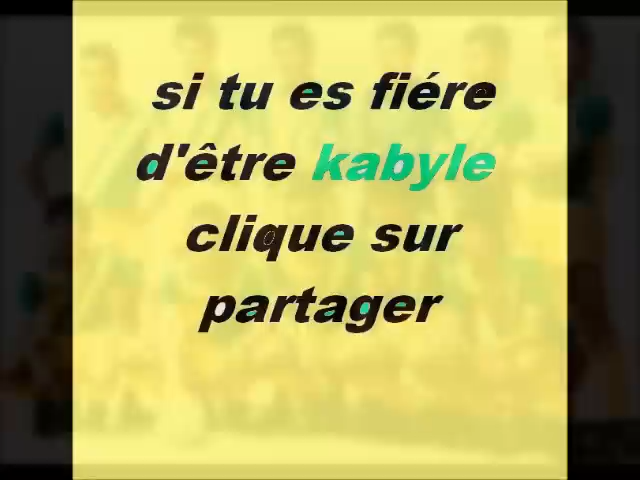 si tu es fiére
d'être kabyle
clique sur
partager